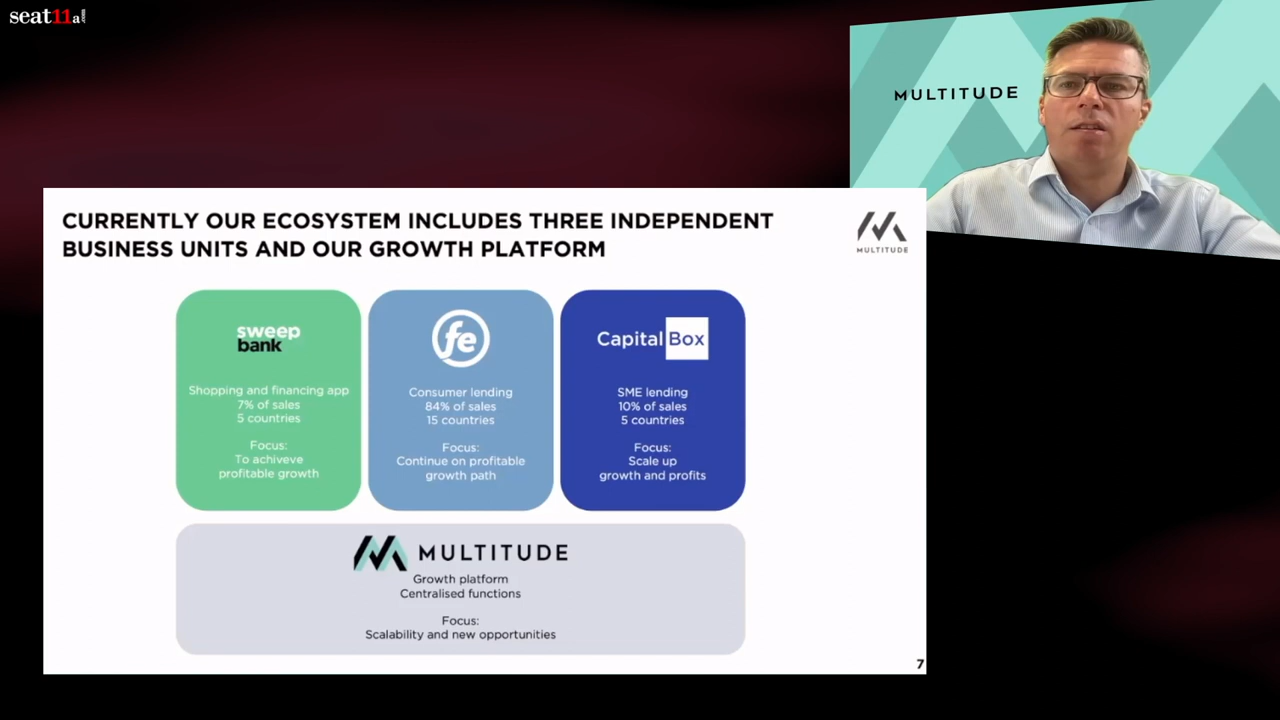 seat11a.com
MULTITUDE
CURRENTLY OUR ECOSYSTEM INCLUDES THREE INDEPENDENT
BUSINESS UNITS AND OUR GROWTH PLATFORM
MULTITUDE
sweep
bank
Shopping and financing app
7% of sales
5 countries
Focus:
To achieveve
profitable growth
fe
Consumer lending
84% of sales
15 countries
Focus:
Continue on profitable
growth path
Capital Box
SME lending
10% of sales
5 countries
Focus:
Scale up
growth and profits
MULTITUDE
Growth platform
Centralised functions
Focus:
Scalability and new opportunities
7